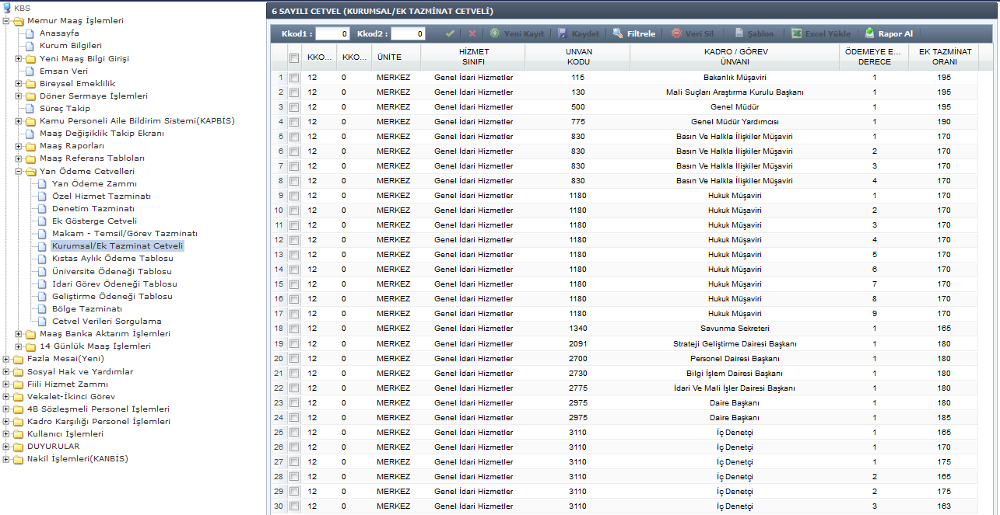 KBS
Memur Maaş İşlemleri
Anasayfa
Kurum Bilgileri
Yeni Maaş Bilgi Girişi
Emsan Veri
Bireysel Emeklilik
Döner Sermaye İşlemleri
Süreç Takip
Kamu Personeli Aile Bildirim Sistemi(KAPBİS)
Maaş Değişiklik Takip Ekranı
Maaş Raporları
Maaş Referans Tabloları
Yan Ödeme Cetvelleri
Yan Ödeme Zammı
Özel Hizmet Tazminatı
Denetim Tazminatı
Ek Gösterge Cetveli
Makam - Temsil/Görev Tazminatı
Kurumsal/Ek Tazminat Cetveli
Kıstas Aylık Ödeme Tablosu
Üniversite Ödeneği Tablosu
İdari Görev Ödeneği Tablosu
Geliştirme Ödeneği Tablosu
Bölge Tazminatı
Cetvel Verileri Sorgulama
Maaş Banka Aktarım İşlemleri
14 Günlük Maaş İşlemleri
Fazla Mesai(Yeni)
Sosyal Hak ve Yardımlar
Fiili Hizmet Zammı
Vekalet-İkinci Görev
4B Sözleşmeli Personel İşlemleri
Kadro Karşılığı Personel İşlemleri
Kullanıcı İşlemleri
DUYURULAR
Nakil İşlemleri(KANBİS)
6 SAYILI CETVEL (KURUMSAL/EK TAZMİNAT CETVELİ)
Kkod1 : 0 Kkod2 : 0 Yeni Kayıt Kaydet Filtrele Veri Sil Şablon Excel Yükle Rapor Al
KKO... KKO... ÜNİTE HİZMET SINIFI UNVAN KODU KADRO / GÖREV ÜNVANI ÖDEMEYE E... DERECE EK TAZMİNAT ORANI
1 12 0 MERKEZ Genel İdari Hizmetler 115 Bakanlık Müşaviri 1 195
2 12 0 MERKEZ Genel İdari Hizmetler 130 Mali Suçları Araştırma Kurulu Başkanı 1 195
3 12 0 MERKEZ Genel İdari Hizmetler 500 Genel Müdür 1 195
4 12 0 MERKEZ Genel İdari Hizmetler 775 Genel Müdür Yardımcısı 1 190
5 12 0 MERKEZ Genel İdari Hizmetler 830 Basın Ve Halkla İlişkiler Müşaviri 1 170
6 12 0 MERKEZ Genel İdari Hizmetler 830 Basın Ve Halkla İlişkiler Müşaviri 2 170
7 12 0 MERKEZ Genel İdari Hizmetler 830 Basın Ve Halkla İlişkiler Müşaviri 3 170
8 12 0 MERKEZ Genel İdari Hizmetler 830 Basın Ve Halkla İlişkiler Müşaviri 4 170
9 12 0 MERKEZ Genel İdari Hizmetler 1180 Hukuk Müşaviri 1 170
10 12 0 MERKEZ Genel İdari Hizmetler 1180 Hukuk Müşaviri 2 170
11 12 0 MERKEZ Genel İdari Hizmetler 1180 Hukuk Müşaviri 3 170
12 12 0 MERKEZ Genel İdari Hizmetler 1180 Hukuk Müşaviri 4 170
13 12 0 MERKEZ Genel İdari Hizmetler 1180 Hukuk Müşaviri 5 170
14 12 0 MERKEZ Genel İdari Hizmetler 1180 Hukuk Müşaviri 6 170
15 12 0 MERKEZ Genel İdari Hizmetler 1180 Hukuk Müşaviri 7 170
16 12 0 MERKEZ Genel İdari Hizmetler 1180 Hukuk Müşaviri 8 170
17 12 0 MERKEZ Genel İdari Hizmetler 1180 Hukuk Müşaviri 9 170
18 12 0 MERKEZ Genel İdari Hizmetler 1340 Savunma Sekreteri 1 165
19 12 0 MERKEZ Genel İdari Hizmetler 2091 Strateji Geliştirme Dairesi Başkanı 1 180
20 12 0 MERKEZ Genel İdari Hizmetler 2700 Personel Dairesi Başkanı 1 180
21 12 0 MERKEZ Genel İdari Hizmetler 2730 Bilgi İşlem Dairesi Başkanı 1 180
22 12 0 MERKEZ Genel İdari Hizmetler 2775 İdari Ve Mali İşler Dairesi Başkanı 1 180
23 12 0 MERKEZ Genel İdari Hizmetler 2975 Daire Başkanı 1 180
24 12 0 MERKEZ Genel İdari Hizmetler 2975 Daire Başkanı 1 185
25 12 0 MERKEZ Genel İdari Hizmetler 3110 İç Denetçi 1 165
26 12 0 MERKEZ Genel İdari Hizmetler 3110 İç Denetçi 1 170
27 12 0 MERKEZ Genel İdari Hizmetler 3110 İç Denetçi 1 175
28 12 0 MERKEZ Genel İdari Hizmetler 3110 İç Denetçi 2 165
29 12 0 MERKEZ Genel İdari Hizmetler 3110 İç Denetçi 2 175
30 12 0 MERKEZ Genel İdari Hizmetler 3110 İç Denetçi 3 163